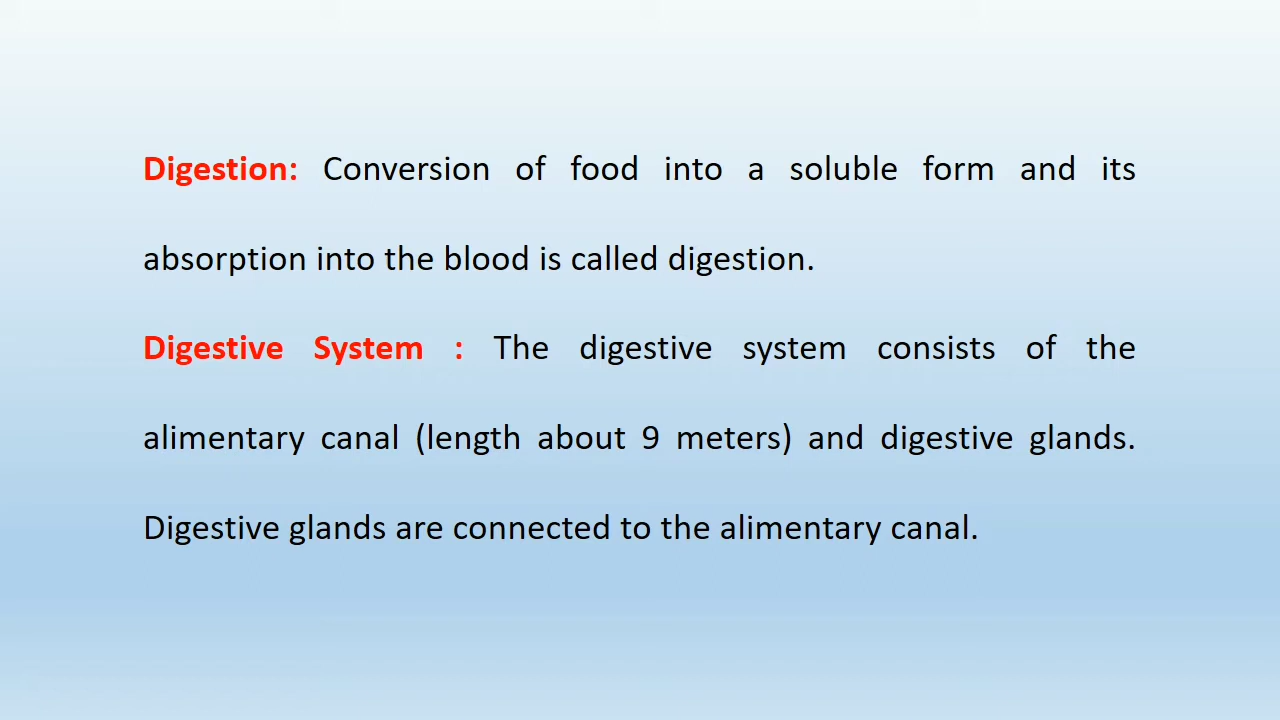 Digestion: Conversion of food into a soluble form and its
absorption into the blood is called digestion.
Digestive System : The digestive system consists of the
alimentary canal (length about 9 meters) and digestive glands.
Digestive glands are connected to the alimentary canal.